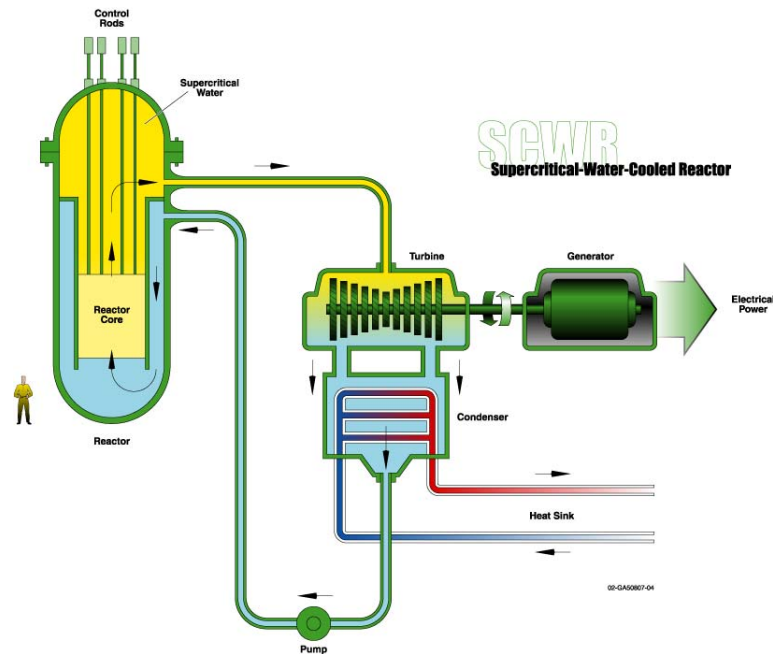 Control
Rods
Supercritical
Water
SCWR
Supercritical-Water-Cooled Reactor
Turbine
Generator
Electrical
Power
Reactor
Core
Condenser
Reactor
Heat Sink
02-GA50807-04
Pump